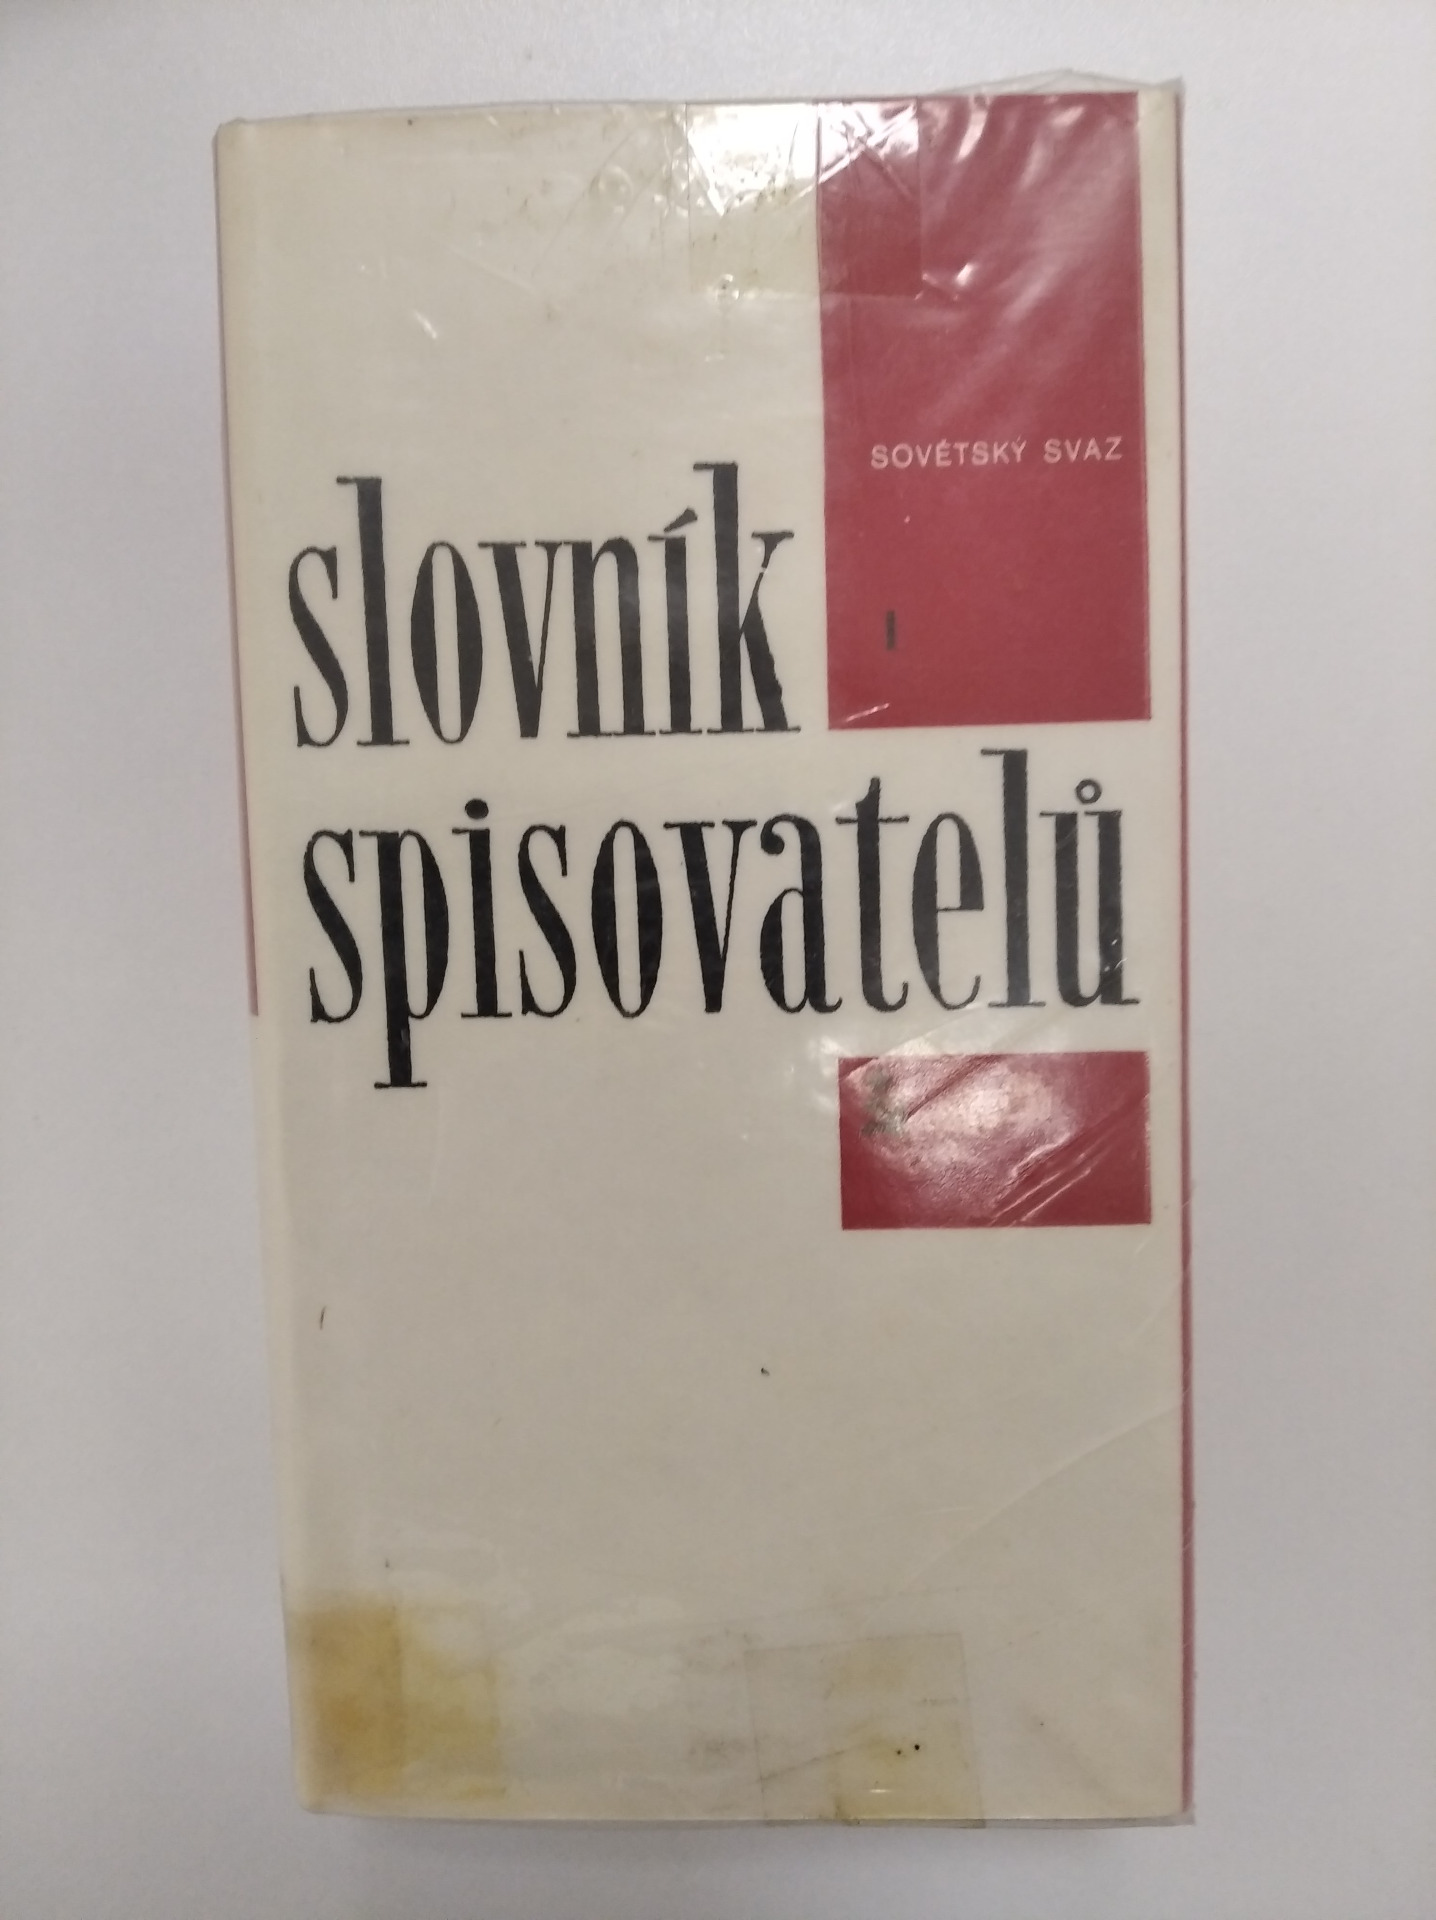 SOVĚTSKÝ SVAZ
slovník
I
spisovatelů